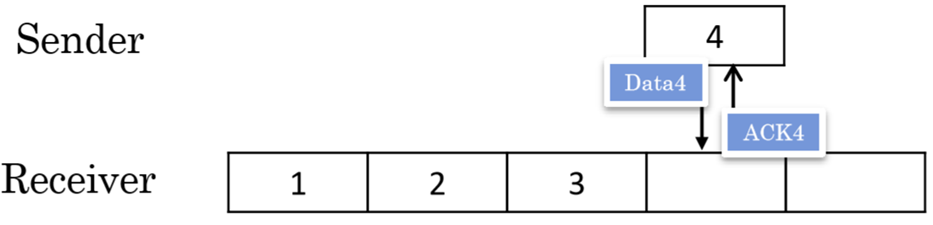 Sender
4
Data4
ACK4
Receiver
1
2
3